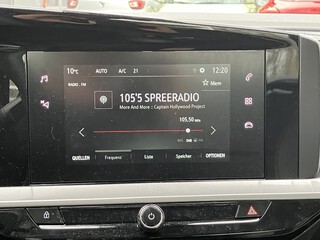 10°C AUTO A/C 21 12:20
RADIO : FM Mem
105'5 SPREERADIO
More And More :: Captain Hollywood Project
105,50 MHz
QUELLEN Frequenz Liste Speicher OPTIONEN